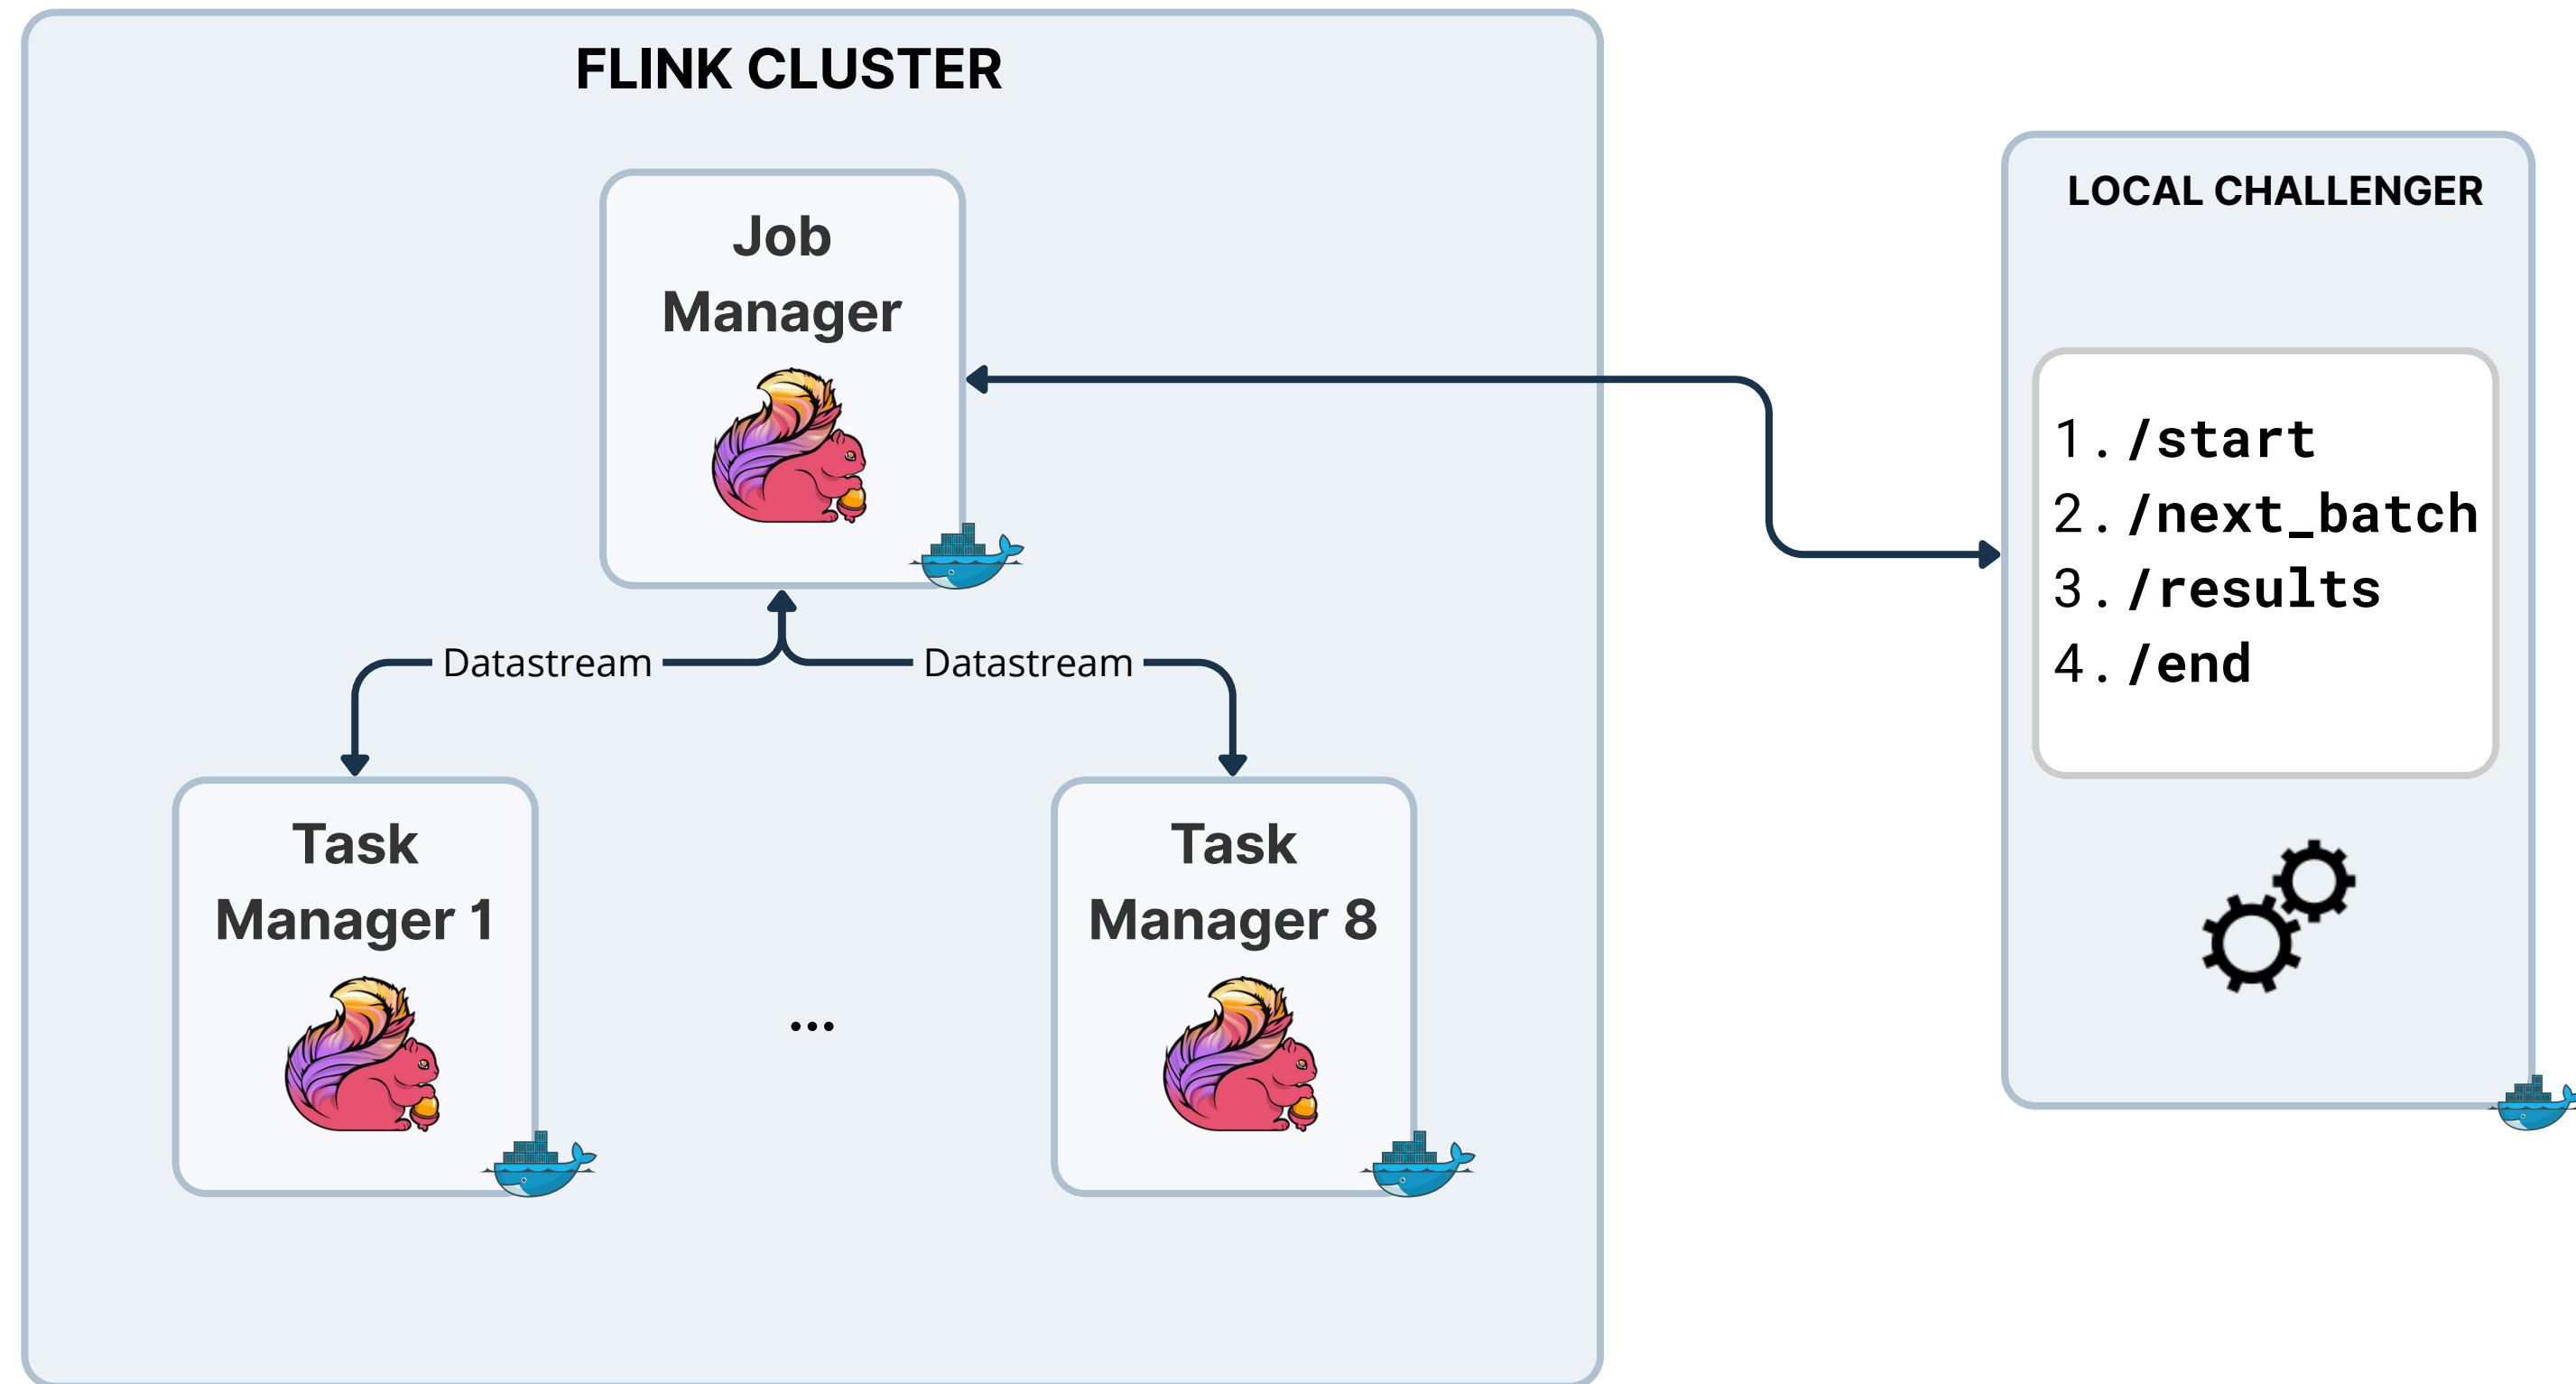 FLINK CLUSTER
Job
Manager
Datastream
Datastream
Task
Manager 1
...
Task
Manager 8
LOCAL CHALLENGER
1. /start
2. /next_batch
3. /results
4. /end